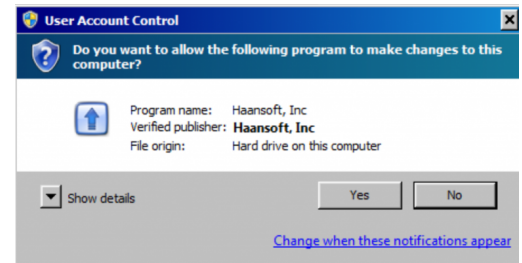 User Account Control
Do you want to allow the following program to make changes to this
computer?
Program name: Haansoft, Inc
Verified publisher: Haansoft, Inc
File origin: Hard drive on this computer
Show details
Yes No
Change when these notifications appear